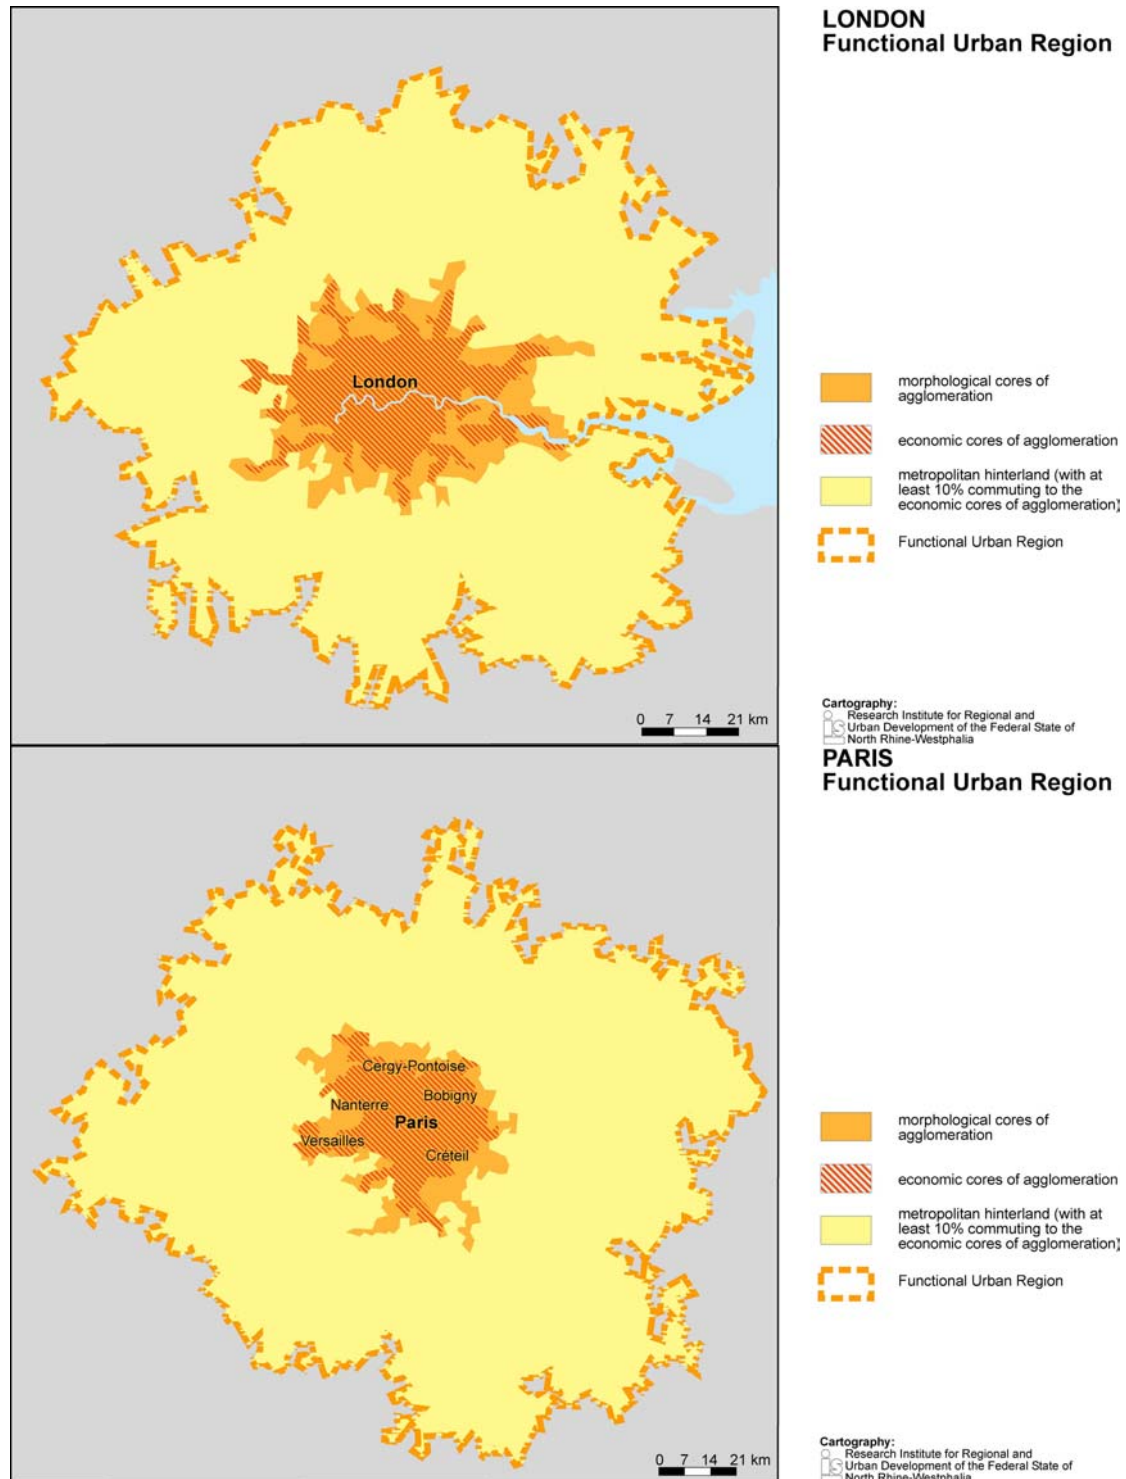 LONDON
Functional Urban Region
London
morphological cores of
agglomeration
economic cores of agglomeration
metropolitan hinterland (with at
least 10% commuting to the
economic cores of agglomeration)
Functional Urban Region
0 7 14 21 km
Cartography:
ils
Research Institute for Regional and
Urban Development of the Federal State of
North Rhine-Westphalia
PARIS
Functional Urban Region
Cergy-Pontoise
Bobigny
Nanterre
Paris
Versailles
Créteil
morphological cores of
agglomeration
economic cores of agglomeration
metropolitan hinterland (with at
least 10% commuting to the
economic cores of agglomeration)
Functional Urban Region
0 7 14 21 km
Cartography:
ils
Research Institute for Regional and
Urban Development of the Federal State of
North Rhine-Westphalia